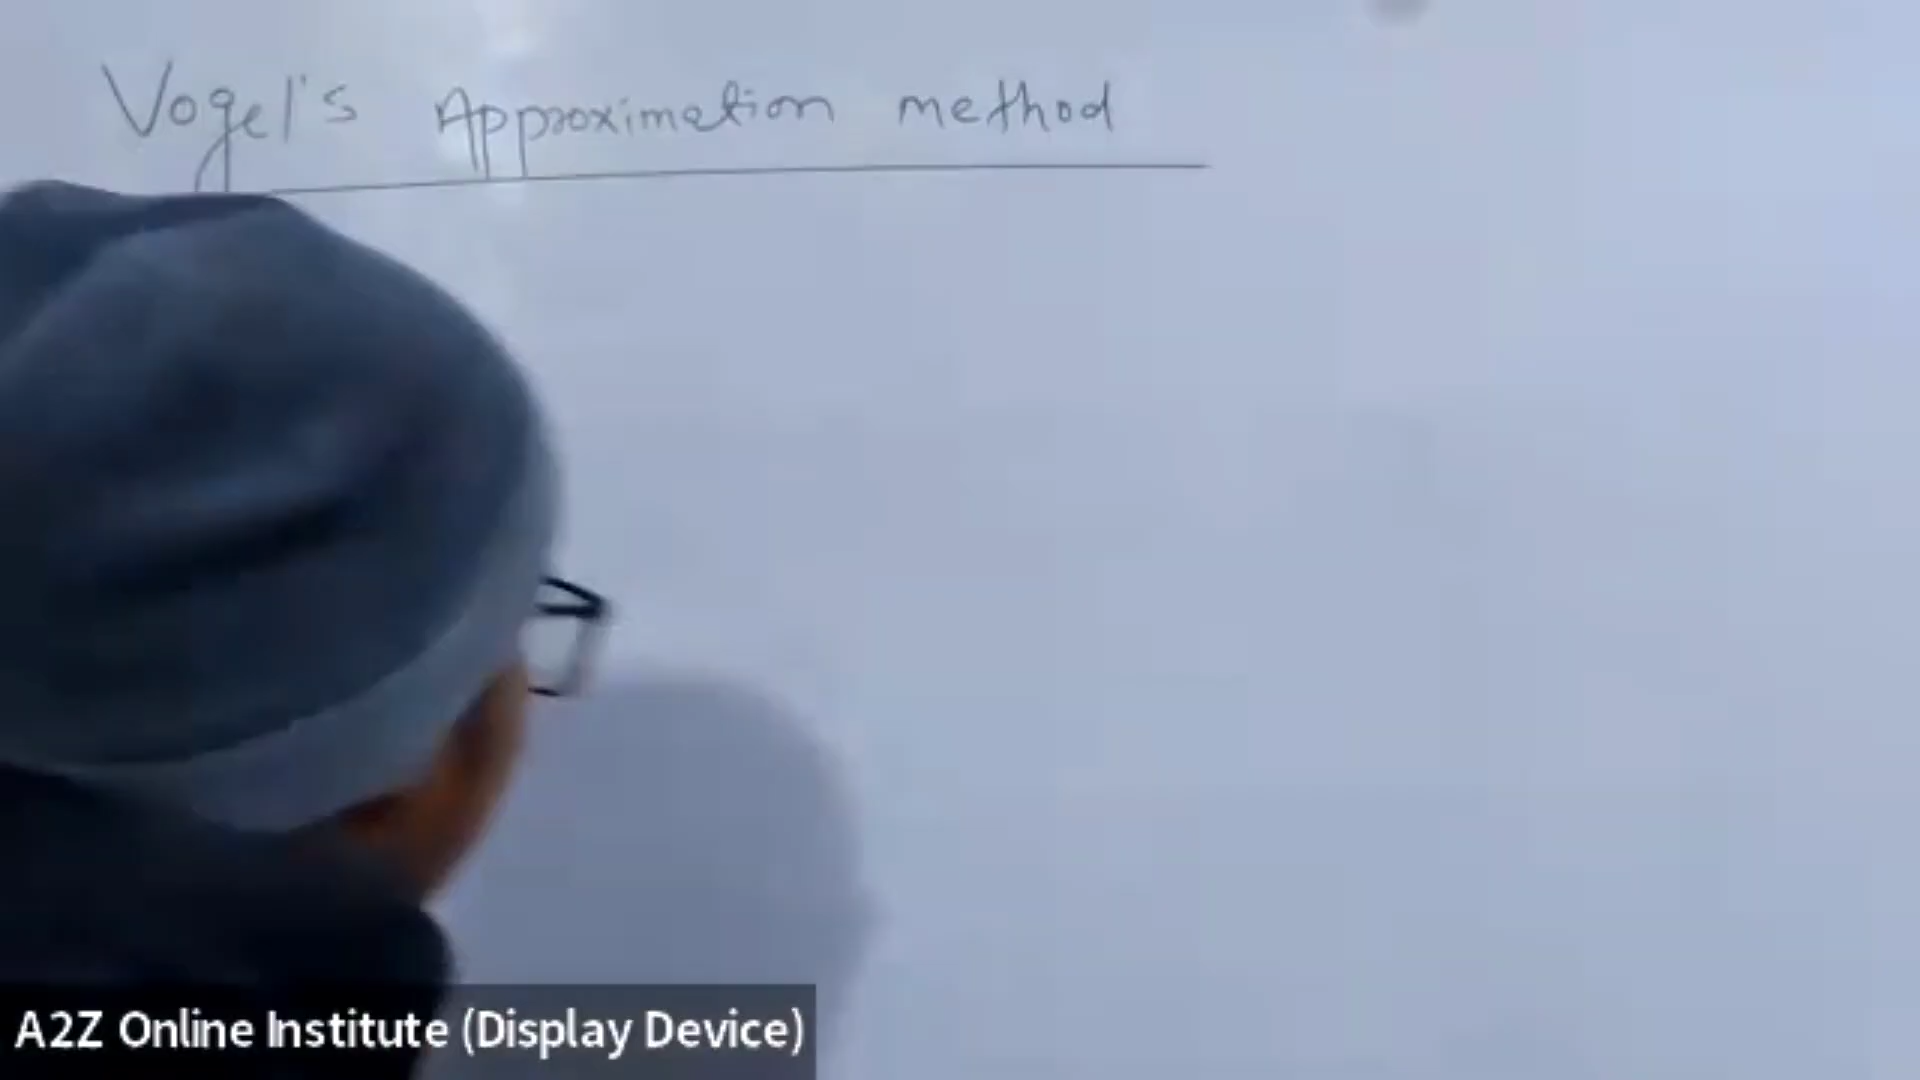 Vogel's Approximation method
A2Z Online Institute (Display Device)